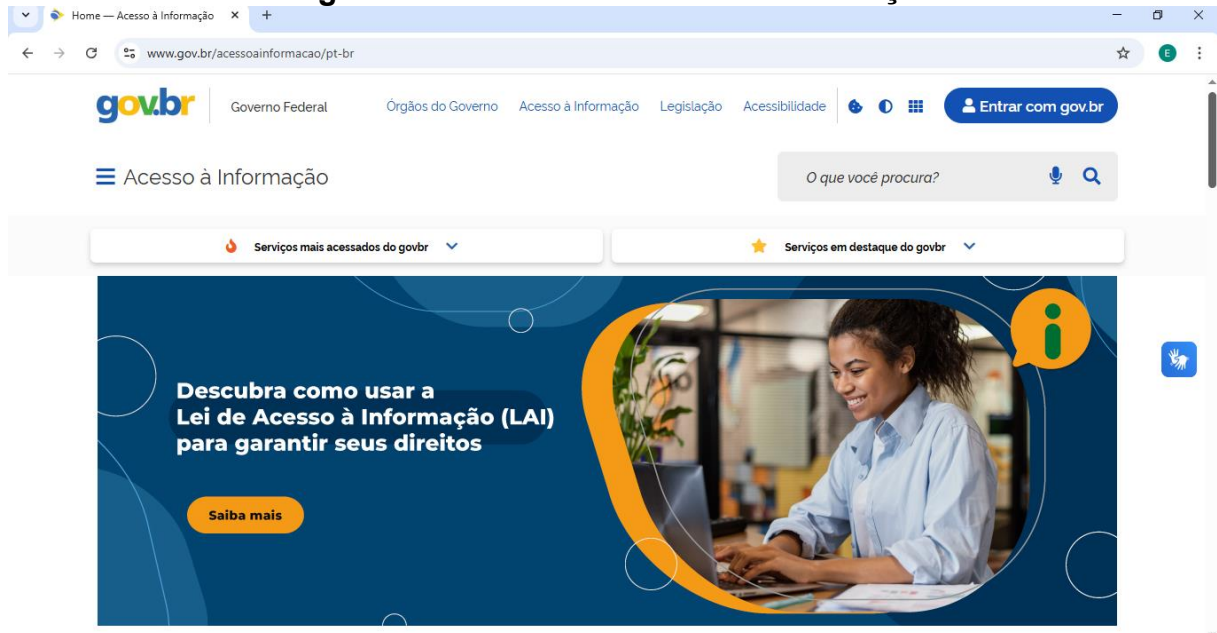 Home — Acesso à Informação
www.gov.br/acessoainformacao/pt-br
E
gov.br
Governo Federal
Órgãos do Governo
Acesso à Informação
Legislação
Acessibilidade
Entrar com gov.br
Acesso à Informação
O que você procura?
Serviços mais acessados do govbr
Serviços em destaque do govbr
Descubra como usar a
Lei de Acesso à Informação (LAI)
para garantir seus direitos
Saiba mais